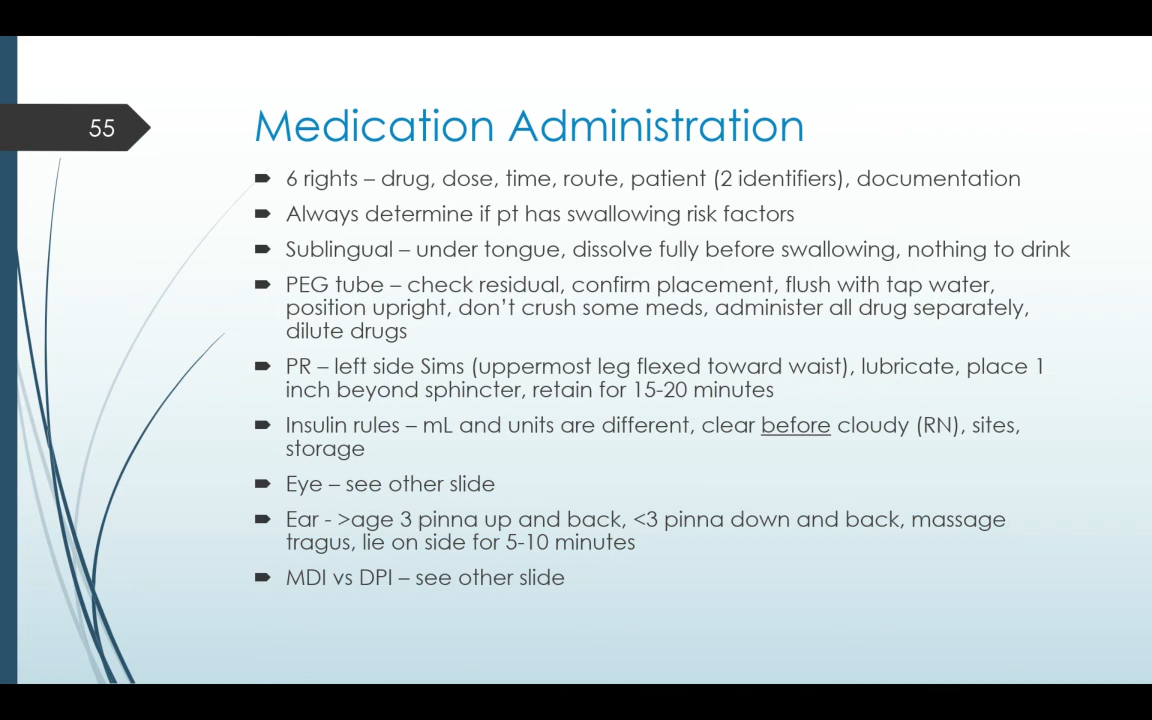 55
Medication Administration
6 rights – drug, dose, time, route, patient (2 identifiers), documentation
Always determine if pt has swallowing risk factors
Sublingual – under tongue, dissolve fully before swallowing, nothing to drink
PEG tube – check residual, confirm placement, flush with tap water,
position upright, don't crush some meds, administer all drug separately,
dilute drugs
PR – left side Sims (uppermost leg flexed toward waist), lubricate, place 1
inch beyond sphincter, retain for 15-20 minutes
Insulin rules – mL and units are different, clear before cloudy (RN), sites,
storage
Eye – see other slide
Ear - >age 3 pinna up and back, <3 pinna down and back, massage
tragus, lie on side for 5-10 minutes
MDI vs DPI – see other slide